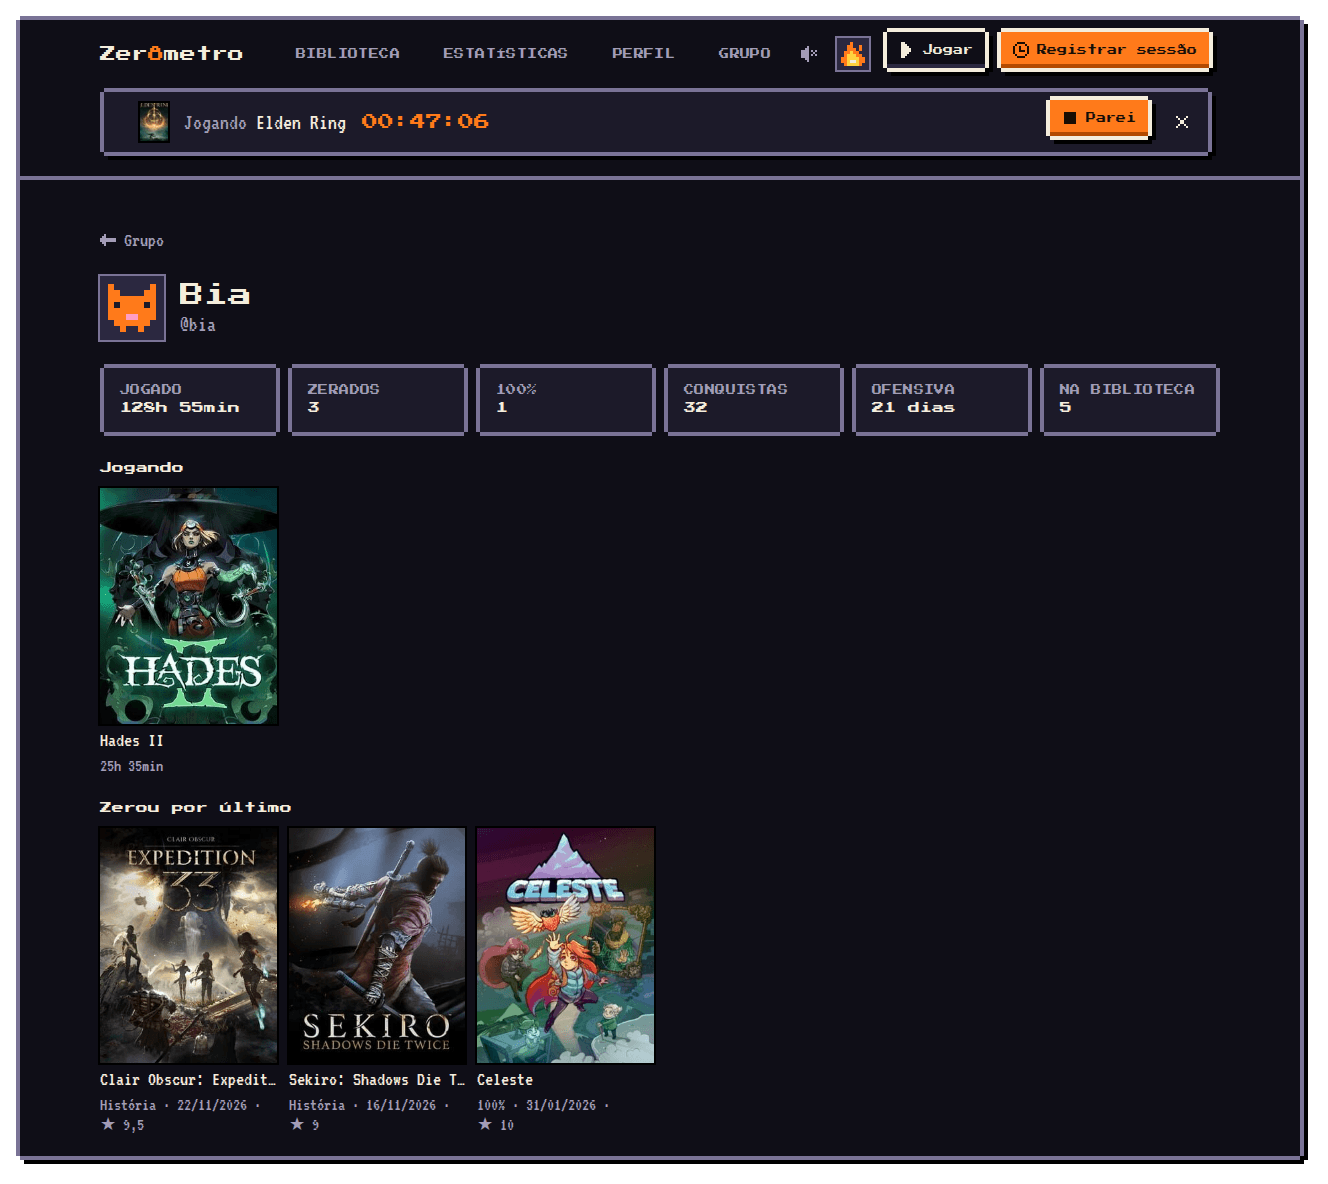 Zerômetro
BIBLIOTECA
ESTATíSTICAS
PERFIL
GRUPO
Jogar
Registrar sessão
Jogando Elden Ring 00:47:06
Parei
Grupo
Bia
@bia
JOGADO
128h 55min
ZERADOS
3
100%
1
CONQUISTAS
32
OFENSIVA
21 dias
NA BIBLIOTECA
5
Jogando
HADES
II
Hades II
25h 35min
Zerou por último
CLAIR OBSCUR
EXPEDITION
33
SEKIRO
SHADOWS DIE TWICE
CELESTE
Clair Obscur: Expedit…
História · 22/11/2026 ·
★ 9,5
Sekiro: Shadows Die T…
História · 16/11/2026 ·
★ 9
Celeste
100% · 31/01/2026 ·
★ 10